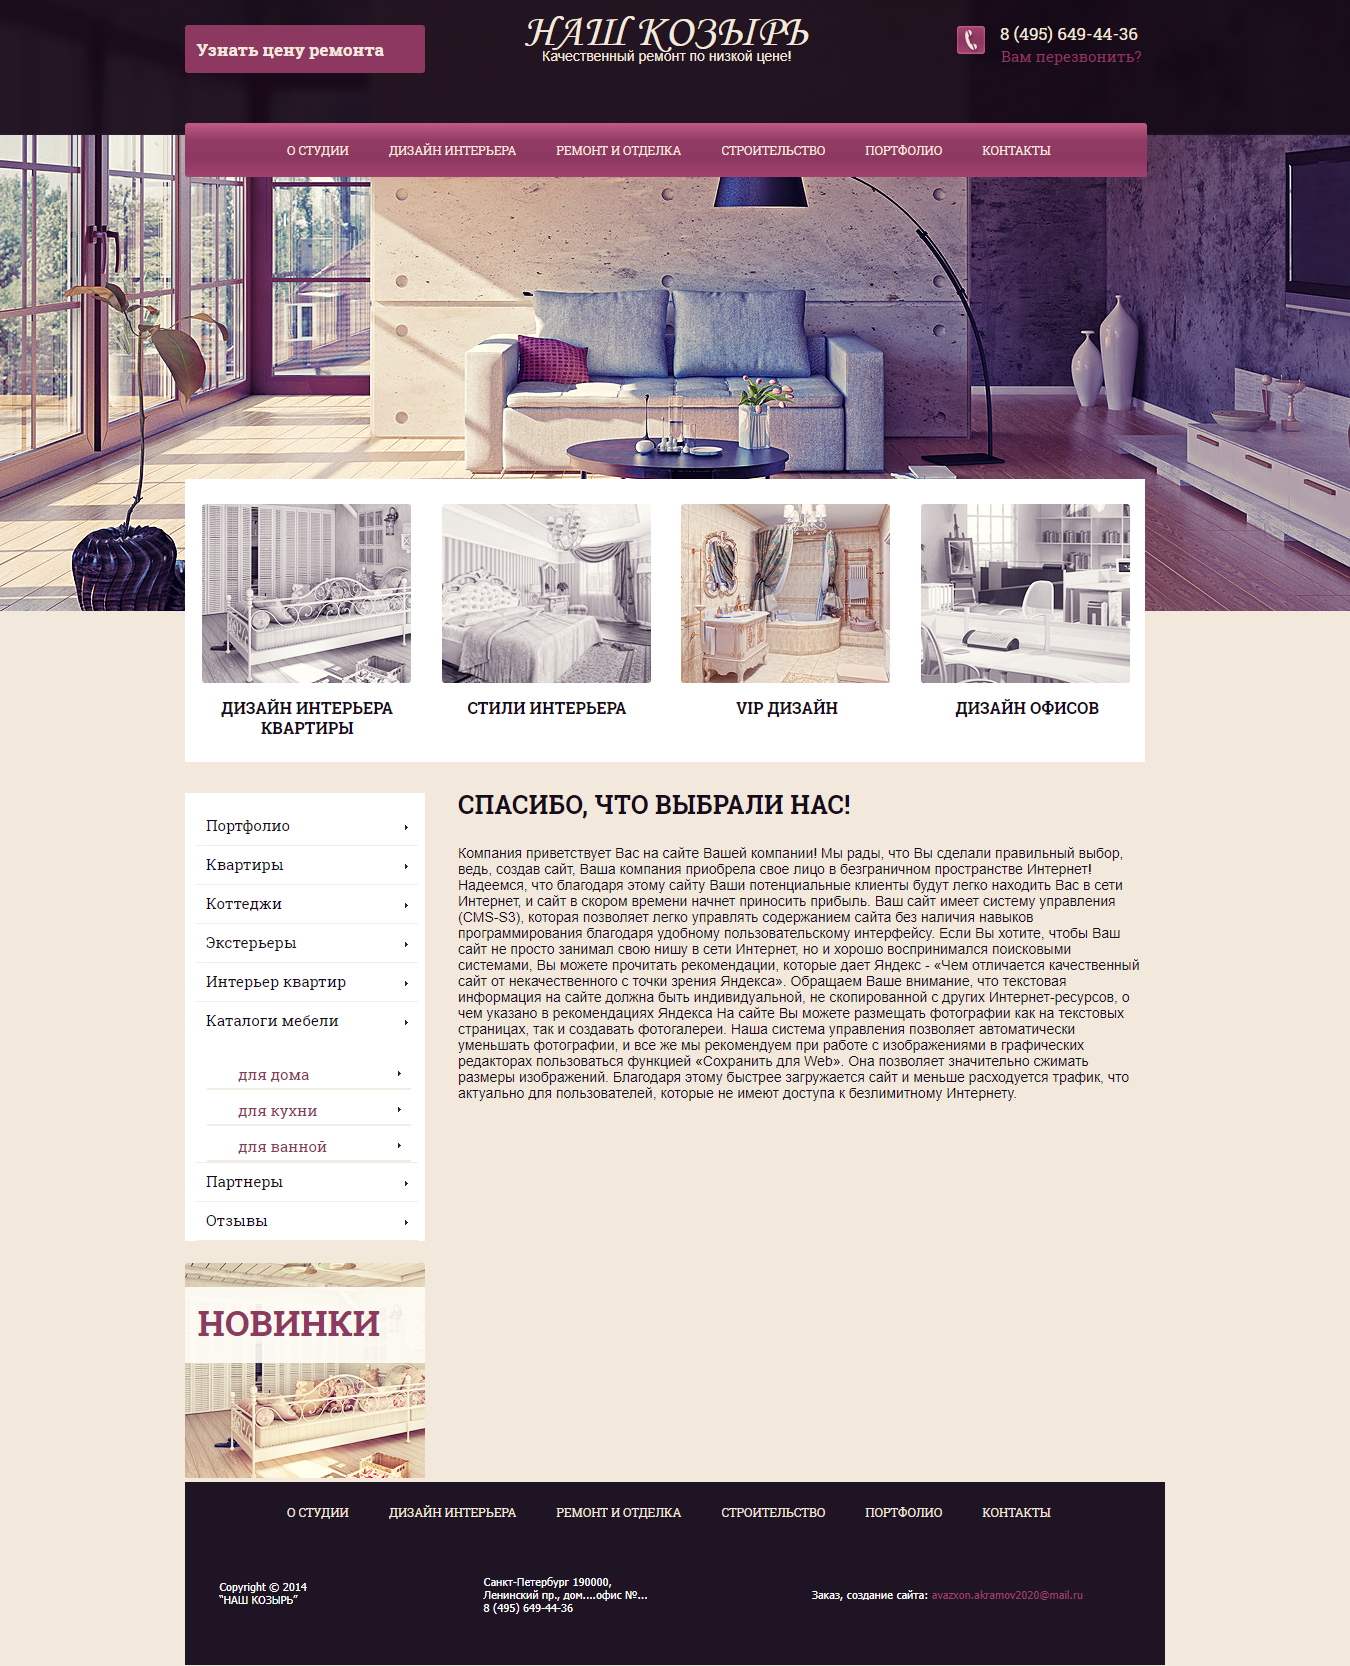 Узнать цену ремонта
НАШ КОЗЫРЬ
Качественный ремонт по низкой цене!
8 (495) 649-44-36
Вам перезвонить?
О СТУДИИ ДИЗАЙН ИНТЕРЬЕРА РЕМОНТ И ОТДЕЛКА СТРОИТЕЛЬСТВО ПОРТФОЛИО КОНТАКТЫ
ДИЗАЙН ИНТЕРЬЕРА
КВАРТИРЫ
СТИЛИ ИНТЕРЬЕРА
VIP ДИЗАЙН
ДИЗАЙН ОФИСОВ
Портфолио
Квартиры
Коттеджи
Экстерьеры
Интерьер квартир
Каталоги мебели
для дома
для кухни
для ванной
Партнеры
Отзывы
НОВИНКИ
СПАСИБО, ЧТО ВЫБРАЛИ НАС!
Компания приветствует Вас на сайте Вашей компании! Мы рады, что Вы сделали правильный выбор,
ведь, создав сайт, Ваша компания приобрела свое лицо в безграничном пространстве Интернет!
Надеемся, что благодаря этому сайту Ваши потенциальные клиенты будут легко находить Вас в сети
Интернет, и сайт в скором времени начнет приносить прибыль. Ваш сайт имеет систему управления
(CMS-S3), которая позволяет легко управлять содержанием сайта без наличия навыков
программирования благодаря удобному пользовательскому интерфейсу. Если Вы хотите, чтобы Ваш
сайт не просто занимал свою нишу в сети Интернет, но и хорошо воспринимался поисковыми
системами, Вы можете прочитать рекомендации, которые дает Яндекс - «Чем отличается качественный
сайт от некачественного с точки зрения Яндекса». Обращаем Ваше внимание, что текстовая
информация на сайте должна быть индивидуальной, не скопированной с других Интернет-ресурсов, о
чем указано в рекомендациях Яндекса На сайте Вы можете размещать фотографии как на текстовых
страницах, так и создавать фотогалереи. Наша система управления позволяет автоматически
уменьшать фотографии, и все же мы рекомендуем при работе с изображениями в графических
редакторах пользоваться функцией «Сохранить для Web». Она позволяет значительно сжимать
размеры изображений. Благодаря этому быстрее загружается сайт и меньше расходуется трафик, что
актуально для пользователей, которые не имеют доступа к безлимитному Интернету.
О СТУДИИ ДИЗАЙН ИНТЕРЬЕРА РЕМОНТ И ОТДЕЛКА СТРОИТЕЛЬСТВО ПОРТФОЛИО КОНТАКТЫ
Copyright © 2014
“НАШ КОЗЫРЬ”
Санкт-Петербург 190000,
Ленинский пр., дом....офис №...
8 (495) 649-44-36
Заказ, создание сайта: avazxon.akramov2020@mail.ru